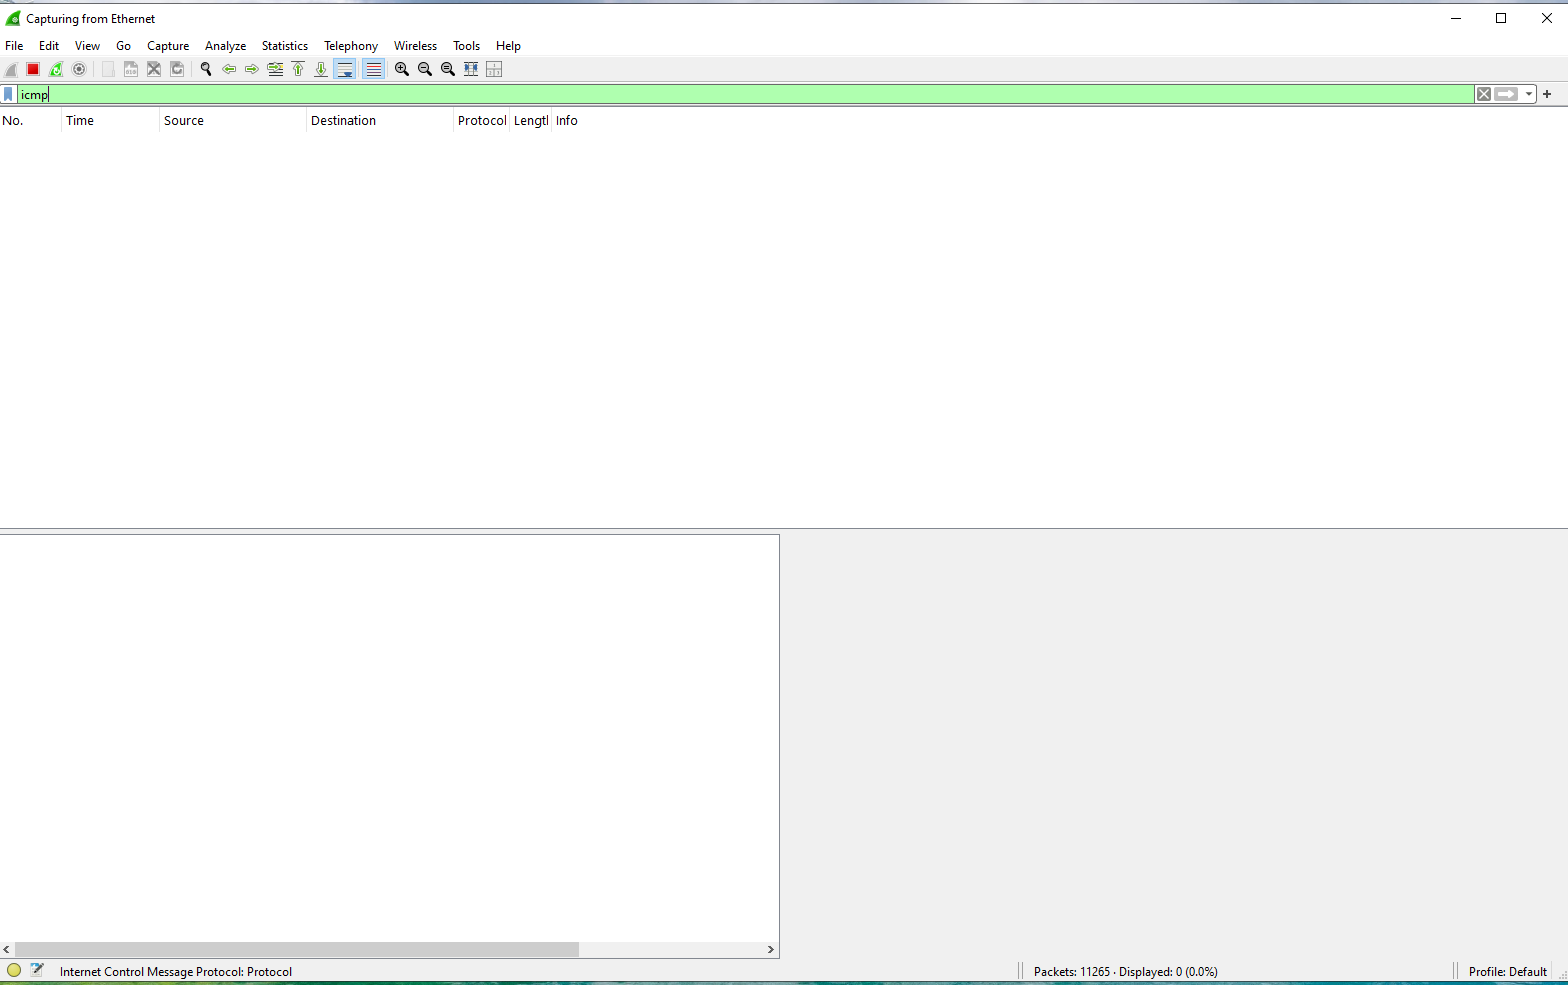 Capturing from Ethernet
File Edit View Go Capture Analyze Statistics Telephony Wireless Tools Help
icmp
No. Time Source Destination Protocol Lengtl Info
Internet Control Message Protocol: Protocol Packets: 11265 · Displayed: 0 (0.0%) Profile: Default